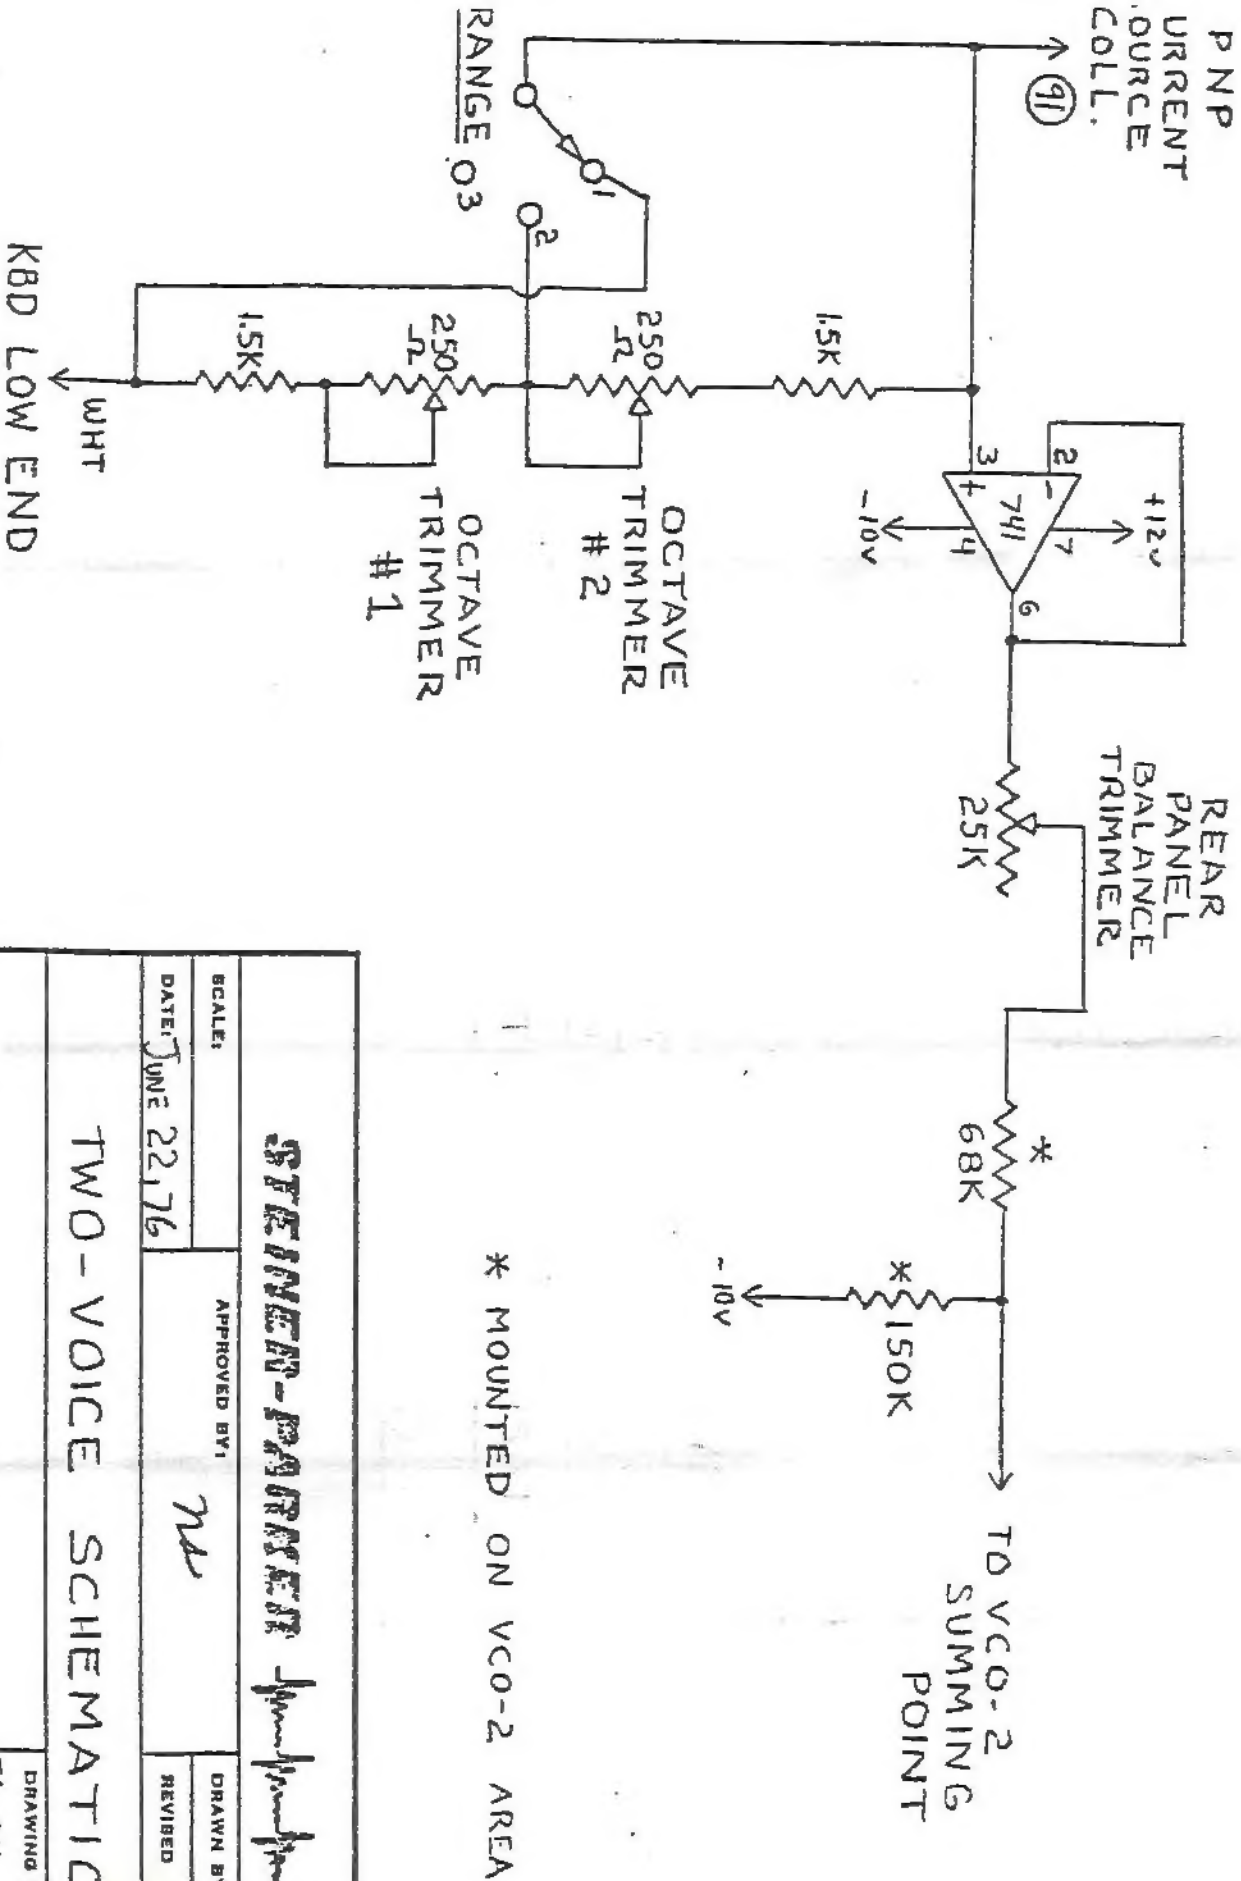 PNP
URRENT
OURCE
COLL.
91
RANGE
03
1
2
1.5K
250
Ω
250
Ω
1.5K
KBD LOW END
WHT
OCTAVE
TRIMMER
#1
OCTAVE
TRIMMER
#2
3
+
2
-
741
7
4
6
+12V
-10V
REAR
PANEL
BALANCE
TRIMMER
25K
*
68K
*
150K
-10V
TO VCO-2
SUMMING
POINT
* MOUNTED ON VCO-2 AREA
STEINER-PARKER
SCALE:
APPROVED BY:
DRAWN BY
DATE: JUNE 22, 76
ns
REVISED
TWO-VOICE SCHEMATIC
DRAWING